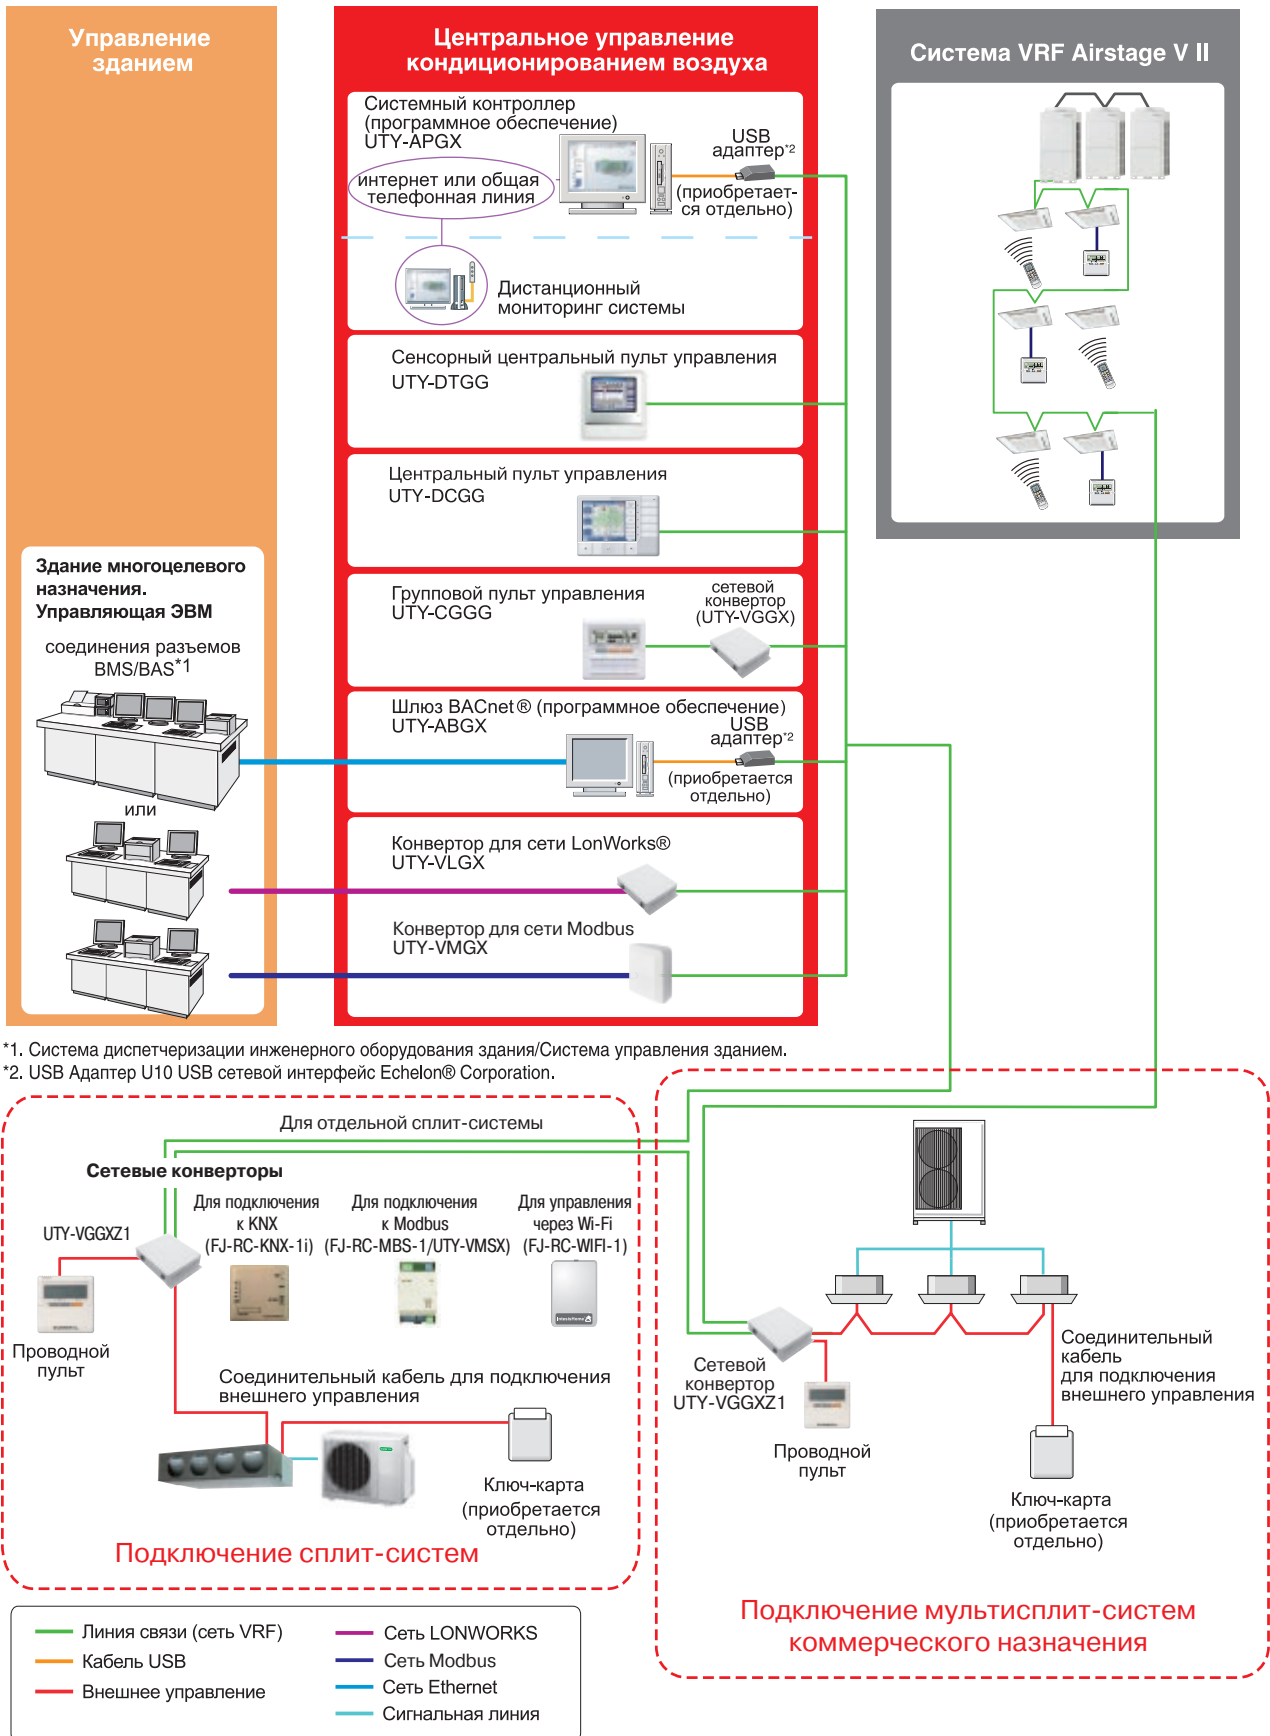 Управление
зданием
Центральное управление
кондиционированием воздуха
Система VRF Airstage V II
Системный контроллер
(программное обеспечение)
UTY-APGX
USB
адаптер*2
(приобретает-
ся отдельно)
интернет или общая
телефонная линия
Дистанционный
мониторинг системы
Сенсорный центральный пульт управления
UTY-DTGG
Центральный пульт управления
UTY-DCGG
Групповой пульт управления
UTY-CGGG
сетевой
конвертор
(UTY-VGGX)
Шлюз BACnet® (программное обеспечение)
UTY-ABGX
USB
адаптер*2
(приобретается
отдельно)
Конвертор для сети LonWorks®
UTY-VLGX
Конвертор для сети Modbus
UTY-VMGX
Здание многоцелевого
назначения.
Управляющая ЭВМ
соединения разъемов
BMS/BAS*1
или
*1. Система диспетчеризации инженерного оборудования здания/Система управления зданием.
*2. USB Адаптер U10 USB сетевой интерфейс Echelon® Corporation.
Для отдельной сплит-системы
Сетевые конверторы
UTY-VGGXZ1
Для подключения
к KNX
(FJ-RC-KNX-1i)
Для подключения
к Modbus
(FJ-RC-MBS-1/UTY-VMSX)
Для управления
через Wi-Fi
(FJ-RC-WIFI-1)
Проводной
пульт
Соединительный кабель для подключения
внешнего управления
Ключ-карта
(приобретается
отдельно)
Подключение сплит-систем
Сетевой
конвертор
UTY-VGGXZ1
Проводной
пульт
Соединительный
кабель
для подключения
внешнего управления
Ключ-карта
(приобретается
отдельно)
Подключение мультисплит-систем
коммерческого назначения
Линия связи (сеть VRF)
Кабель USB
Внешнее управление
Сеть LONWORKS
Сеть Modbus
Сеть Ethernet
Сигнальная линия